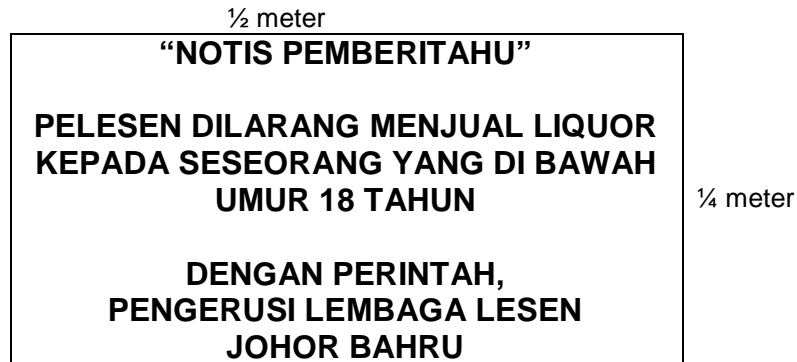 ½ meter
“NOTIS PEMBERITAHU”
PELESEN DILARANG MENJUAL LIQUOR
KEPADA SESEORANG YANG DI BAWAH
UMUR 18 TAHUN
¼ meter
DENGAN PERINTAH,
PENGERUSI LEMBAGA LESEN
JOHOR BAHRU